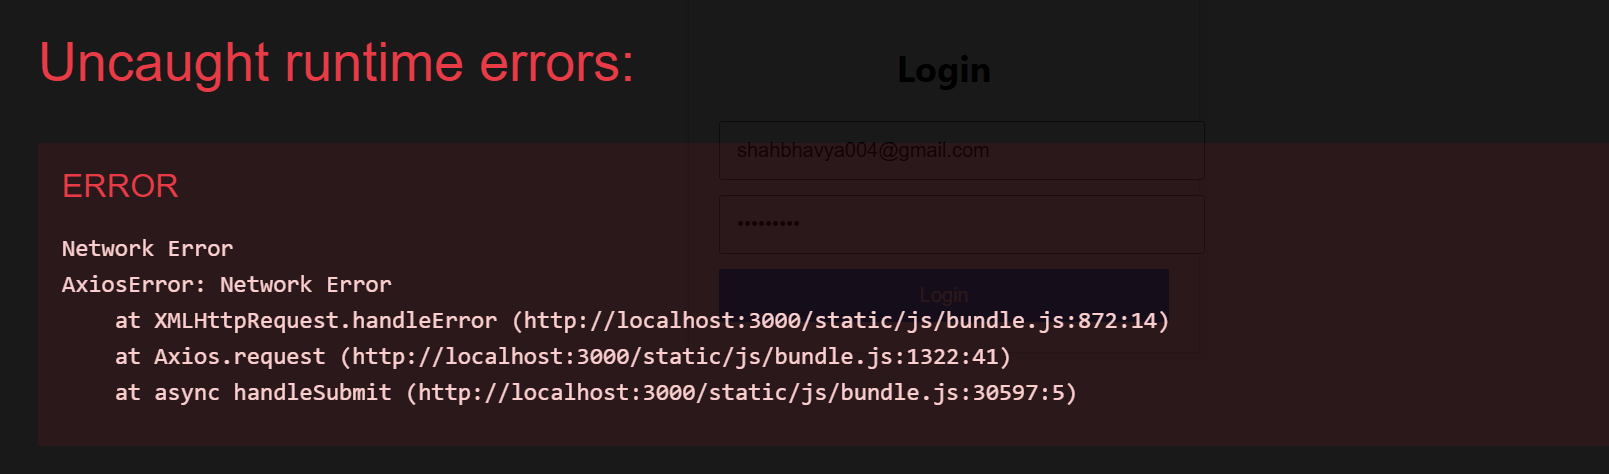 Uncaught runtime errors:
Login
shahbhavya004@gmail.com
ERROR
•••••••••
Network Error
AxiosError: Network Error
Login
at XMLHttpRequest.handleError (http://localhost:3000/static/js/bundle.js:872:14)
at Axios.request (http://localhost:3000/static/js/bundle.js:1322:41)
at async handleSubmit (http://localhost:3000/static/js/bundle.js:30597:5)